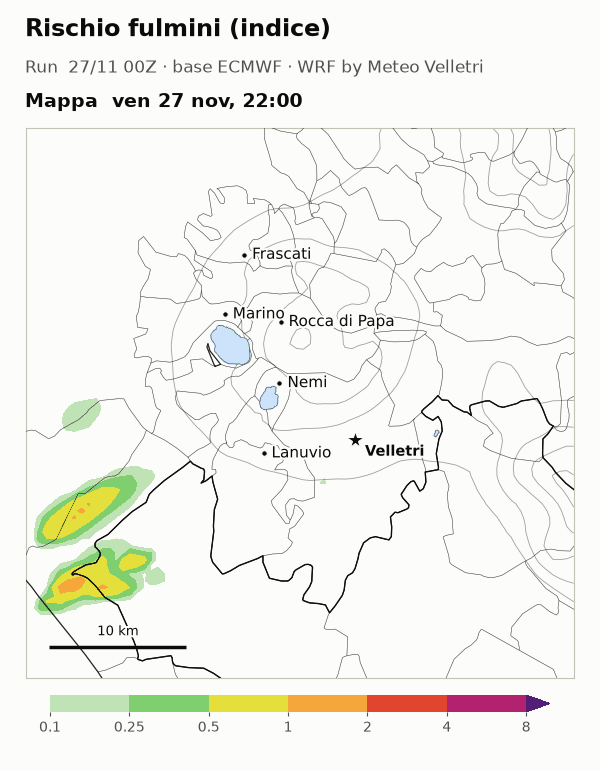 Rischio fulmini (indice)
Run  27/11 00Z · base ECMWF · WRF by Meteo Velletri
Mappa  ven 27 nov, 22:00
Frascati
Marino
Rocca di Papa
Nemi
Velletri
Lanuvio
10 km
0.1 0.25 0.5 1 2 4 8